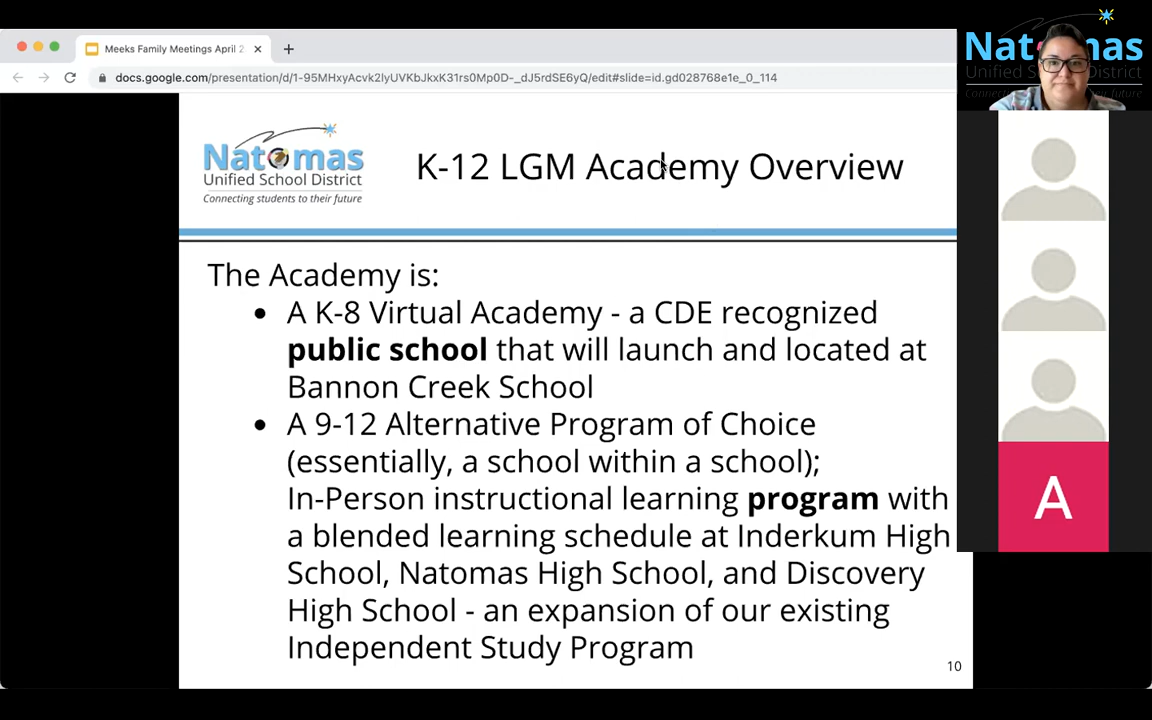 Meeks Family Meetings April 2
docs.google.com/presentation/d/1-95MHxyAcvk2lyUVKbJkxK31rs0Mp0D-_dJ5rdSE6yQ/edit#slide=id.gd028768e1e_0_114
Natomas
Unified School District
Connecting students to their future
K-12 LGM Academy Overview
The Academy is:
• A K-8 Virtual Academy - a CDE recognized
public school that will launch and located at
Bannon Creek School
• A 9-12 Alternative Program of Choice
(essentially, a school within a school);
In-Person instructional learning program with
a blended learning schedule at Inderkum High
School, Natomas High School, and Discovery
High School - an expansion of our existing
Independent Study Program
10
Nat mas
Unified S District
A